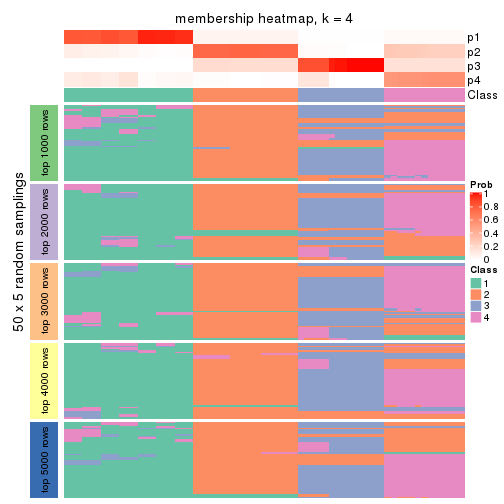 membership heatmap, k = 4
p1
p2
p3
p4
Class
50 x 5 random samplings
top 1000 rows
top 2000 rows
top 3000 rows
top 4000 rows
top 5000 rows
Prob
1
0.8
0.6
0.4
0.2
0
Class
1
2
3
4